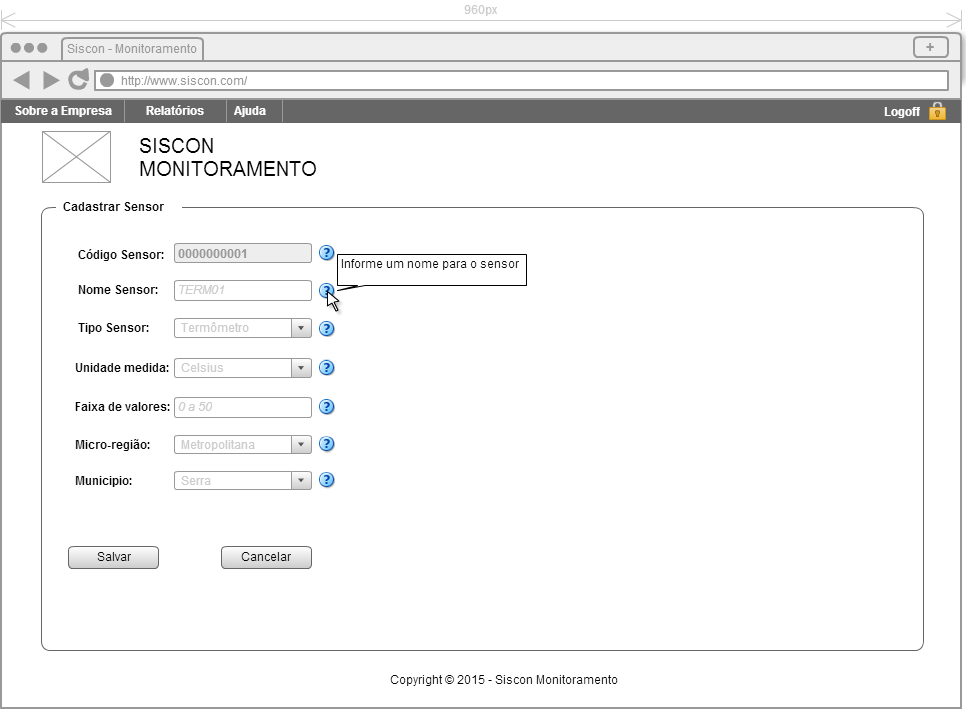 960px
Siscon - Monitoramento
+
http://www.siscon.com/
Sobre a Empresa Relatórios Ajuda Logoff
SISCON
MONITORAMENTO
Cadastrar Sensor
Código Sensor: 0000000001 ?
Informe um nome para o sensor
Nome Sensor: TERM01 ?
Tipo Sensor: Termômetro ?
Unidade medida: Celsius ?
Faixa de valores: 0 a 50 ?
Micro-região: Metropolitana ?
Municipio: Serra ?
Salvar Cancelar
Copyright © 2015 - Siscon Monitoramento